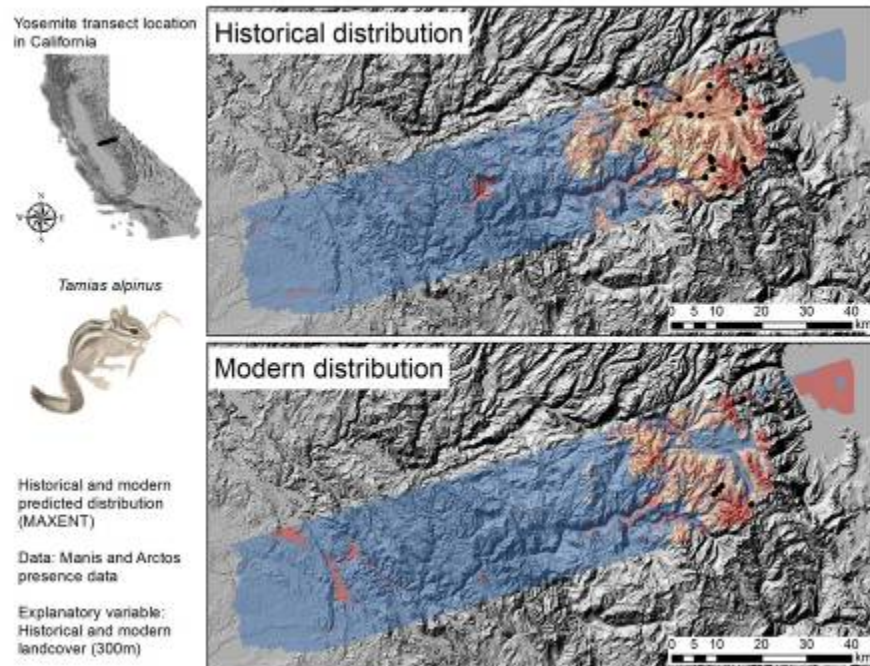 Yosemite transect location
in California
N
W
E
S
Tamias alpinus
Historical and modern
predicted distribution
(MAXENT)
Data: Manis and Arctos
presence data
Explanatory variable:
Historical and modern
landcover (300m)
Historical distribution
0 5 10 20 30 40
km
Modern distribution
0 5 10 20 30 40
km